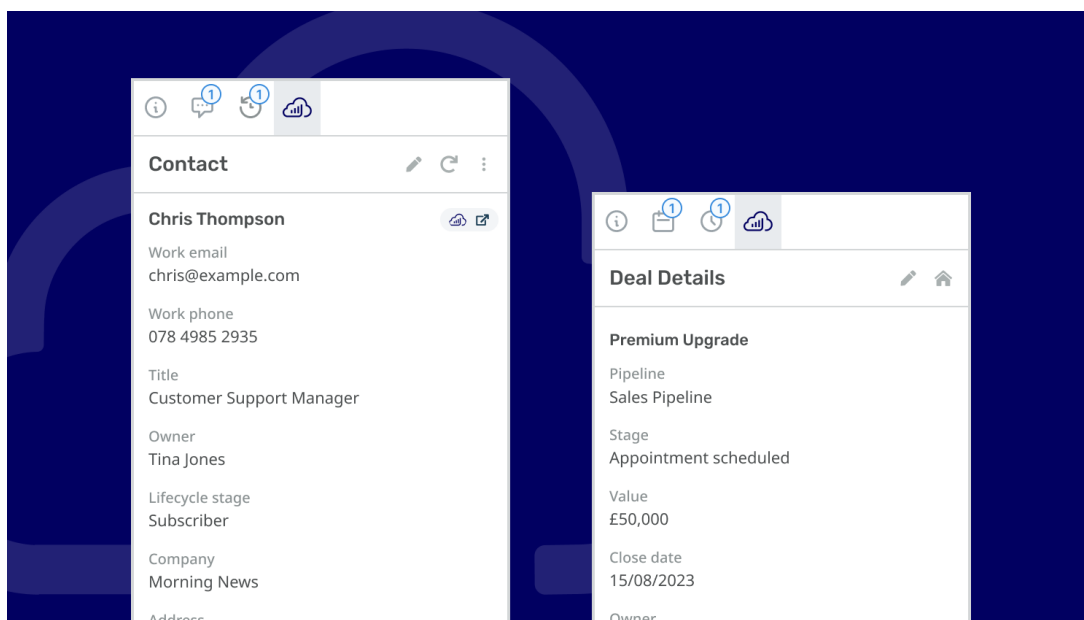 1
1
Contact
Chris Thompson
Work email
chris@example.com
Work phone
078 4985 2935
Title
Customer Support Manager
Owner
Tina Jones
Lifecycle stage
Subscriber
Company
Morning News
Address
1
1
Deal Details
Premium Upgrade
Pipeline
Sales Pipeline
Stage
Appointment scheduled
Value
£50,000
Close date
15/08/2023
Owner